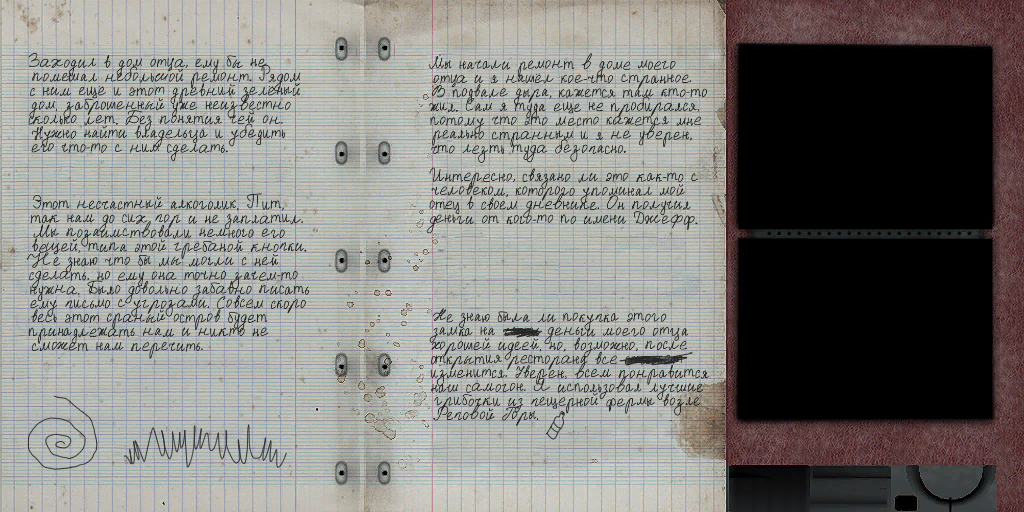 Заходил в дом отца, ему бы не
помешал небольшой ремонт. Рядом
с ним еще и этот древний зеленый
дом, заброшенный уже неизвестно
сколько лет. Без понятия чей он.
Нужно найти владельца и убедить
его что-то с ним сделать.
Этот несчастный алкоголик, Пит,
так нам до сих пор и не заплатил.
Мы позаимствовали немного его
вещей, типа этой грёбаной кнопки.
Не знаю что бы мы могли с ней
сделать, но ему она точно зачем-то
нужна. Было довольно забавно писать
ему письмо с угрозами. Совсем скоро
весь этот сраный остров будет
принадлежать нам и никто не
сможет нам перечить.
Мы начали ремонт в доме моего
отца и я нашел кое-что странное.
В подвале дыра, кажется там кто-то
жил. Сам я туда еще не пробирался,
потому что это место кажется мне
реально странным и я не уверен,
что лезть туда безопасно.
Интересно, связано ли это как-то с
человеком, которого упоминал мой
отец в своем дневнике. Он получил
деньги от кого-то по имени Джефф.
Не знаю была ли покупка этого
замка на деньги моего отца
хорошей идеей, но, возможно, после
открытия ресторана все
изменится. Уверен, всем понравится
наш самогон. Я использовал лучшие
грибочки из пещерной фермы возле
Реповой Горы.